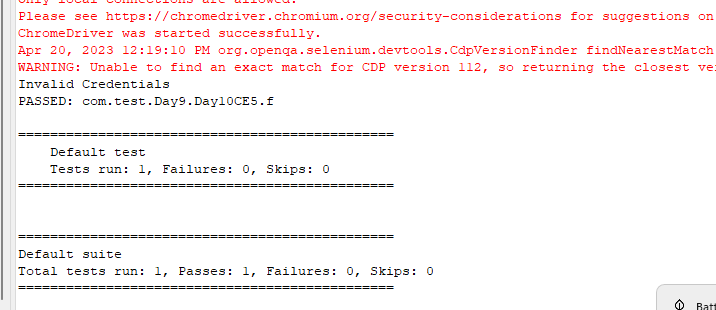 only local connections are allowed.
Please see https://chromedriver.chromium.org/security-considerations for suggestions on
ChromeDriver was started successfully.
Apr 20, 2023 12:19:10 PM org.openqa.selenium.devtools.CdpVersionFinder findNearestMatch
WARNING: Unable to find an exact match for CDP version 112, so returning the closest ve
Invalid Credentials
PASSED: com.test.Day9.Day10CE5.f
===============================================
Default test
Tests run: 1, Failures: 0, Skips: 0
===============================================
===============================================
Default suite
Total tests run: 1, Passes: 1, Failures: 0, Skips: 0
===============================================
Batt